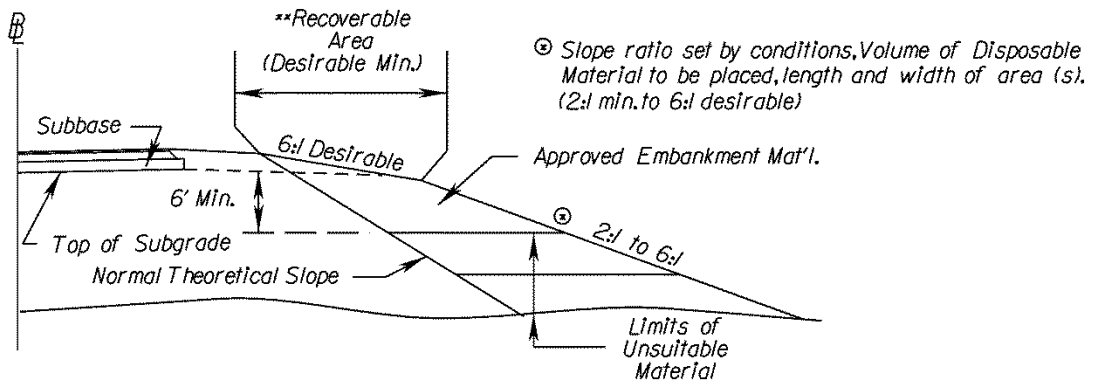 ℄
**Recoverable
Area
(Desirable Min.)
⊛ Slope ratio set by conditions,Volume of Disposable
Material to be placed,length and width of area (s).
(2:1 min.to 6:1 desirable)
Subbase
6:1 Desirable
Approved Embankment Mat'l.
6' Min.
⊛
2:1 to 6:1
Top of Subgrade
Normal Theoretical Slope
Limits of
Unsuitable
Material